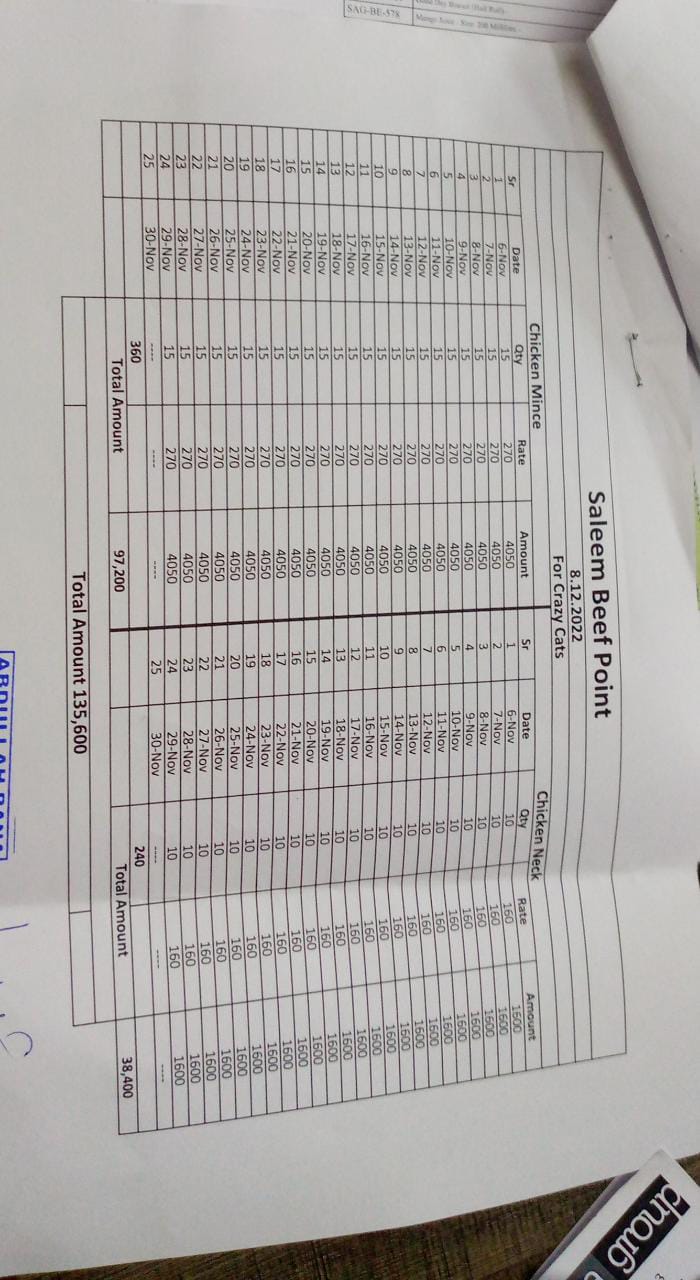 Saleem Beef Point
8.12.2022
For Crazy Cats
Chicken Mince Chicken Neck
Sr Date Qty Rate Amount Sr Date Qty Rate Amount
1 6-Nov 15 270 4050 1 6-Nov 10 160 1600
2 7-Nov 15 270 4050 2 7-Nov 10 160 1600
3 8-Nov 15 270 4050 3 8-Nov 10 160 1600
4 9-Nov 15 270 4050 4 9-Nov 10 160 1600
5 10-Nov 15 270 4050 5 10-Nov 10 160 1600
6 11-Nov 15 270 4050 6 11-Nov 10 160 1600
7 12-Nov 15 270 4050 7 12-Nov 10 160 1600
8 13-Nov 15 270 4050 8 13-Nov 10 160 1600
9 14-Nov 15 270 4050 9 14-Nov 10 160 1600
10 15-Nov 15 270 4050 10 15-Nov 10 160 1600
11 16-Nov 15 270 4050 11 16-Nov 10 160 1600
12 17-Nov 15 270 4050 12 17-Nov 10 160 1600
13 18-Nov 15 270 4050 13 18-Nov 10 160 1600
14 19-Nov 15 270 4050 14 19-Nov 10 160 1600
15 20-Nov 15 270 4050 15 20-Nov 10 160 1600
16 21-Nov 15 270 4050 16 21-Nov 10 160 1600
17 22-Nov 15 270 4050 17 22-Nov 10 160 1600
18 23-Nov 15 270 4050 18 23-Nov 10 160 1600
19 24-Nov 15 270 4050 19 24-Nov 10 160 1600
20 25-Nov 15 270 4050 20 25-Nov 10 160 1600
21 26-Nov 15 270 4050 21 26-Nov 10 160 1600
22 27-Nov 15 270 4050 22 27-Nov 10 160 1600
23 28-Nov 15 270 4050 23 28-Nov 10 160 1600
24 29-Nov 15 270 4050 24 29-Nov 10 160 1600
25 30-Nov ---- ---- ---- 25 30-Nov ---- ---- ----
360 240
Total Amount 97,200 Total Amount 38,400
Total Amount 135,600
ABDULLAH RANA
SAG-BE-578
group